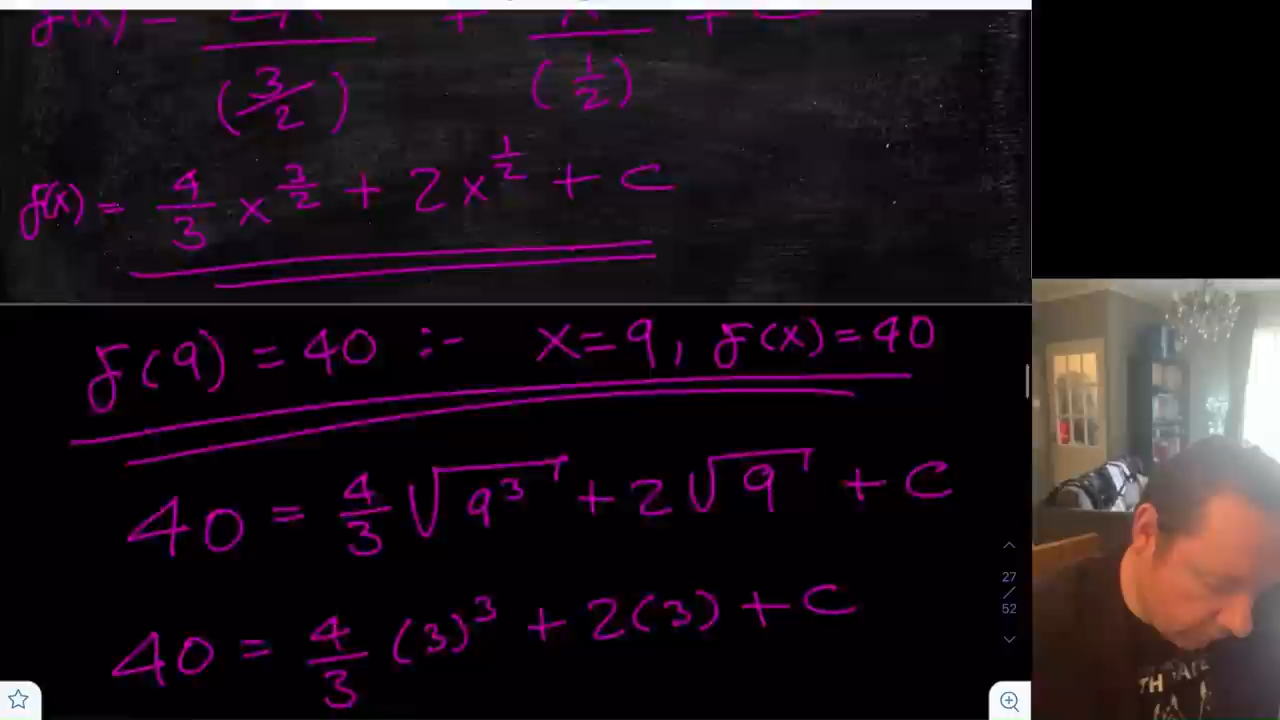 f(x) = + + C
(3/2) (1/2)
f(x) = 4/3 x^3/2 + 2x^1/2 + C
f(9) = 40 :- x=9, f(x)=40
40 = 4/3 √9³ + 2√9 + C
40 = 4/3 (3)³ + 2(3) + C
27
/
52